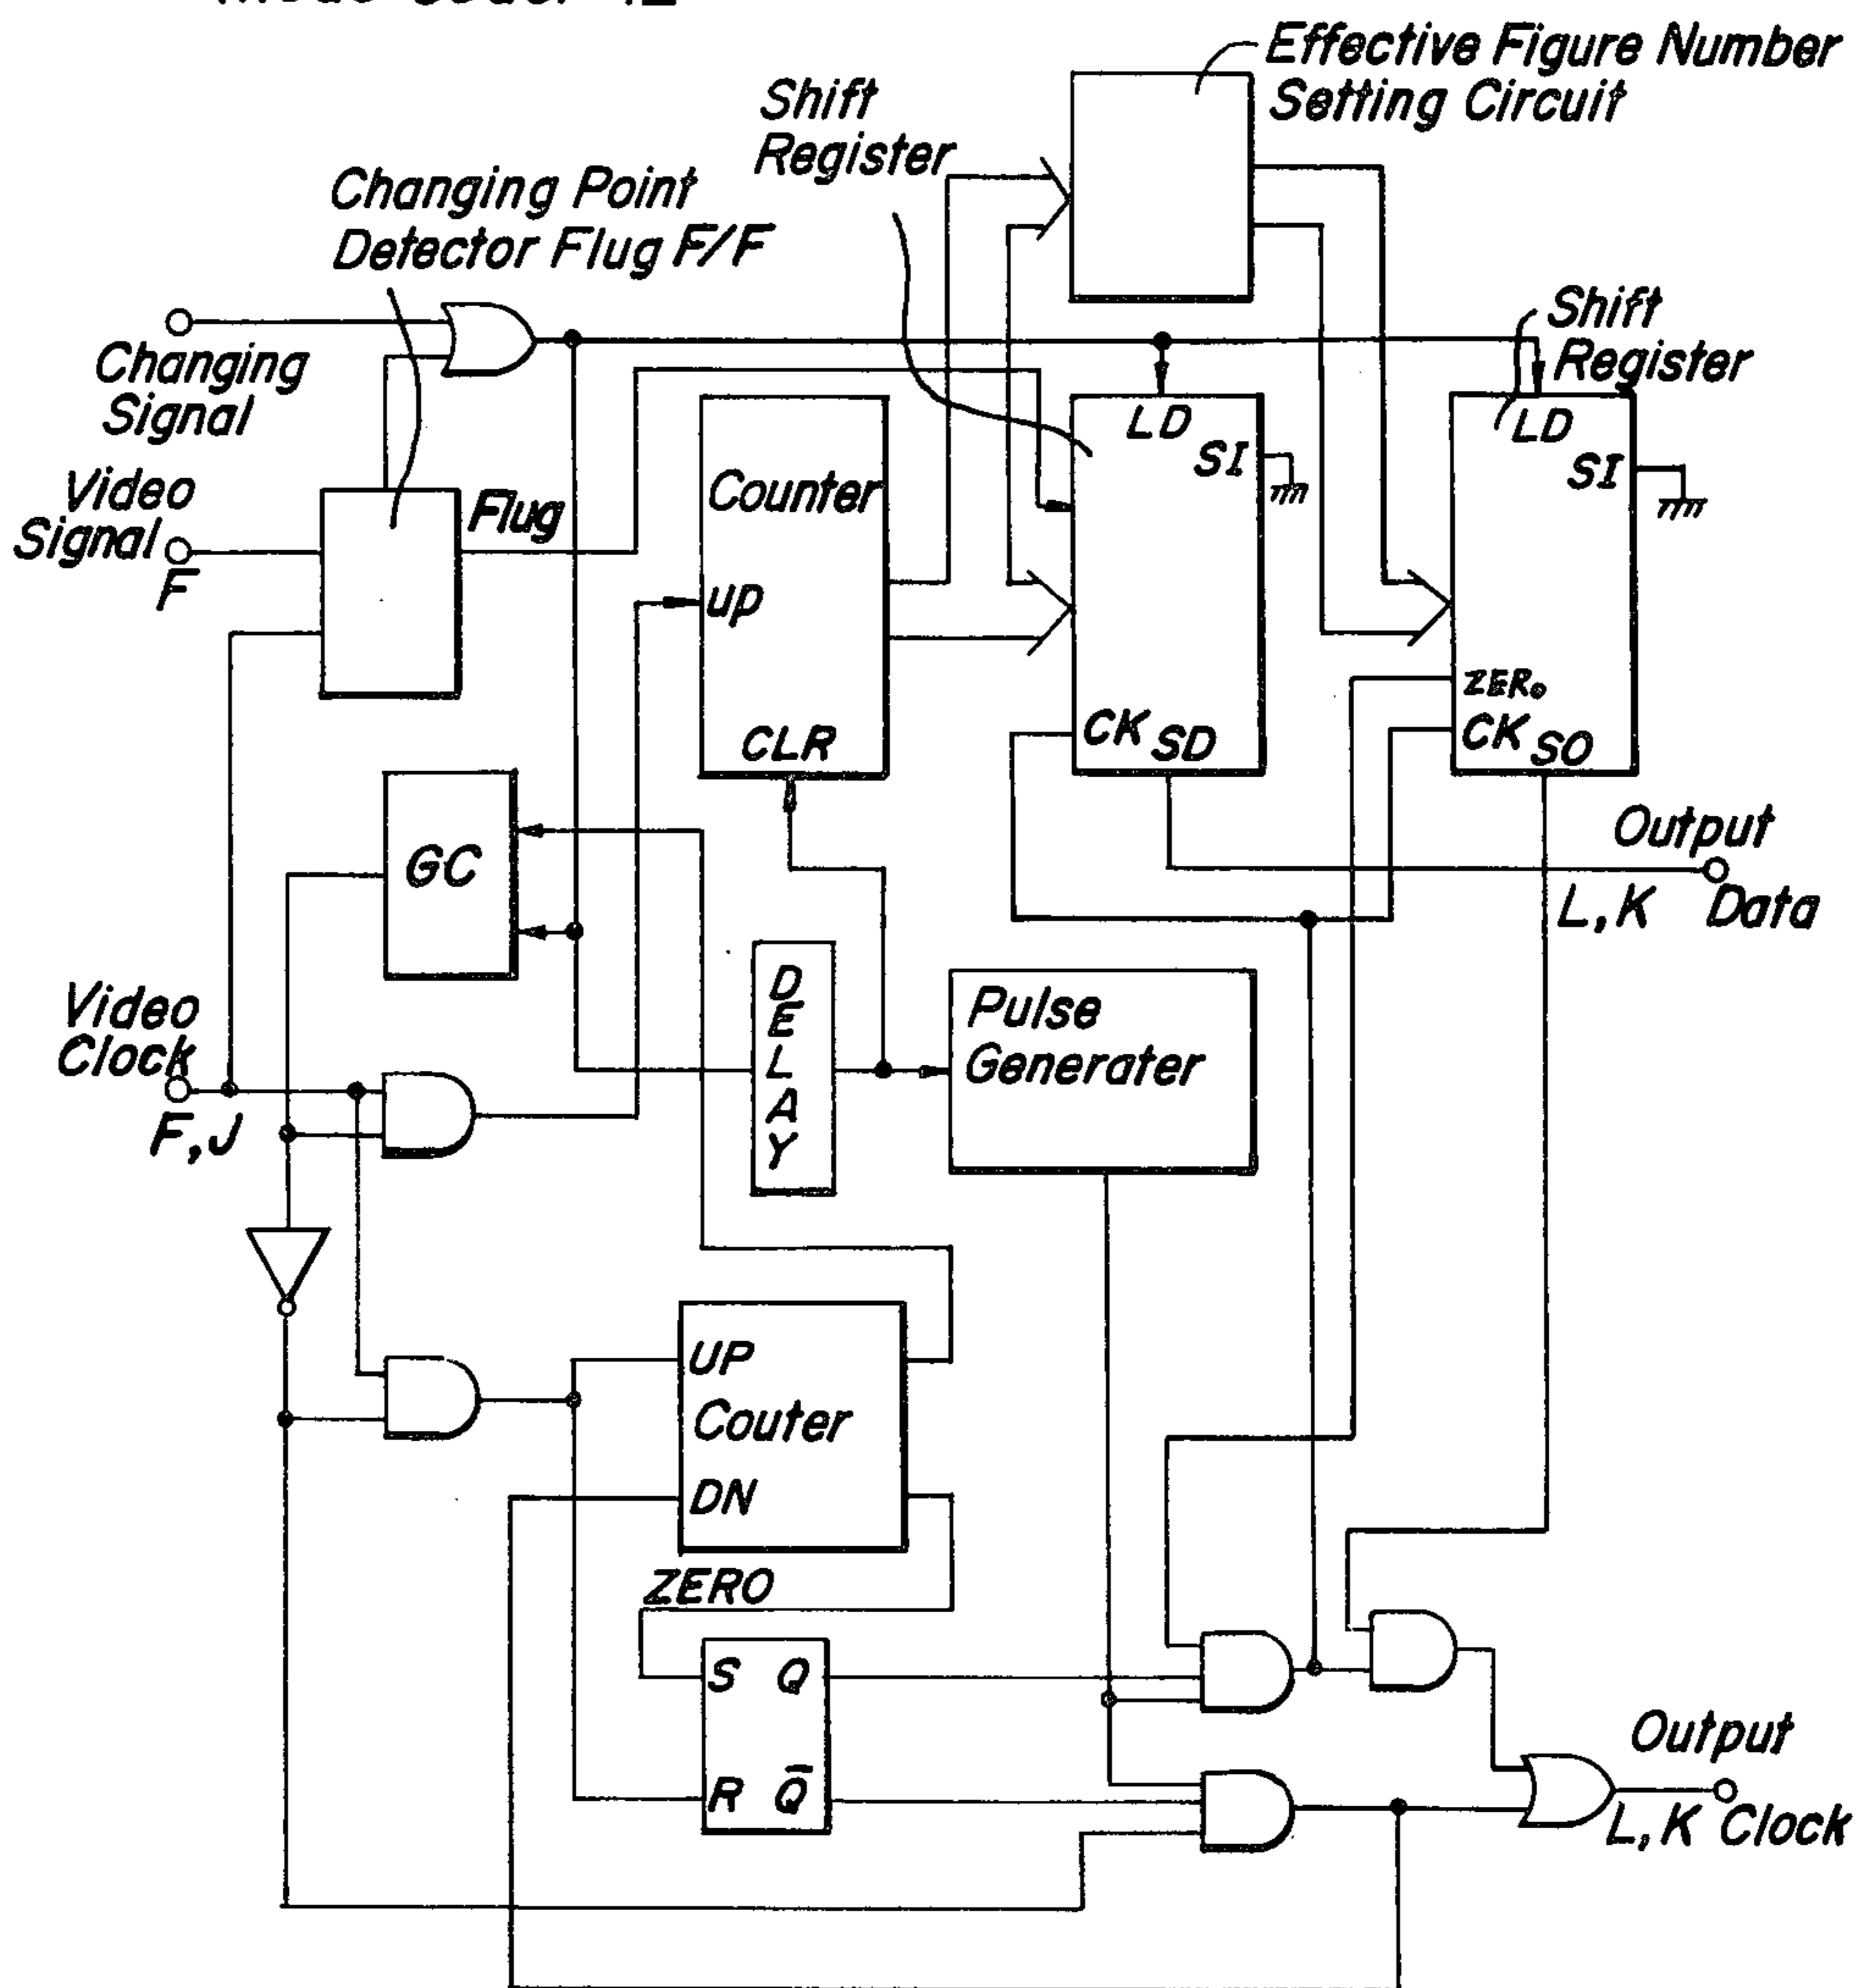 Effective Figure Number
Setting Circuit
Shift
Register
Changing Point
Detector Flug F/F
Shift
Register
Changing
Signal
LD
SI
LD
SI
Video
Signal
F
Flug
Counter
up
CLR
CK SD
ZERO
CK SO
GC
Output
Data
L, K
DELAY
Pulse
Generater
Video
Clock
F, J
UP
Couter
DN
ZERO
S Q
R Q̄
Output
L, K Clock